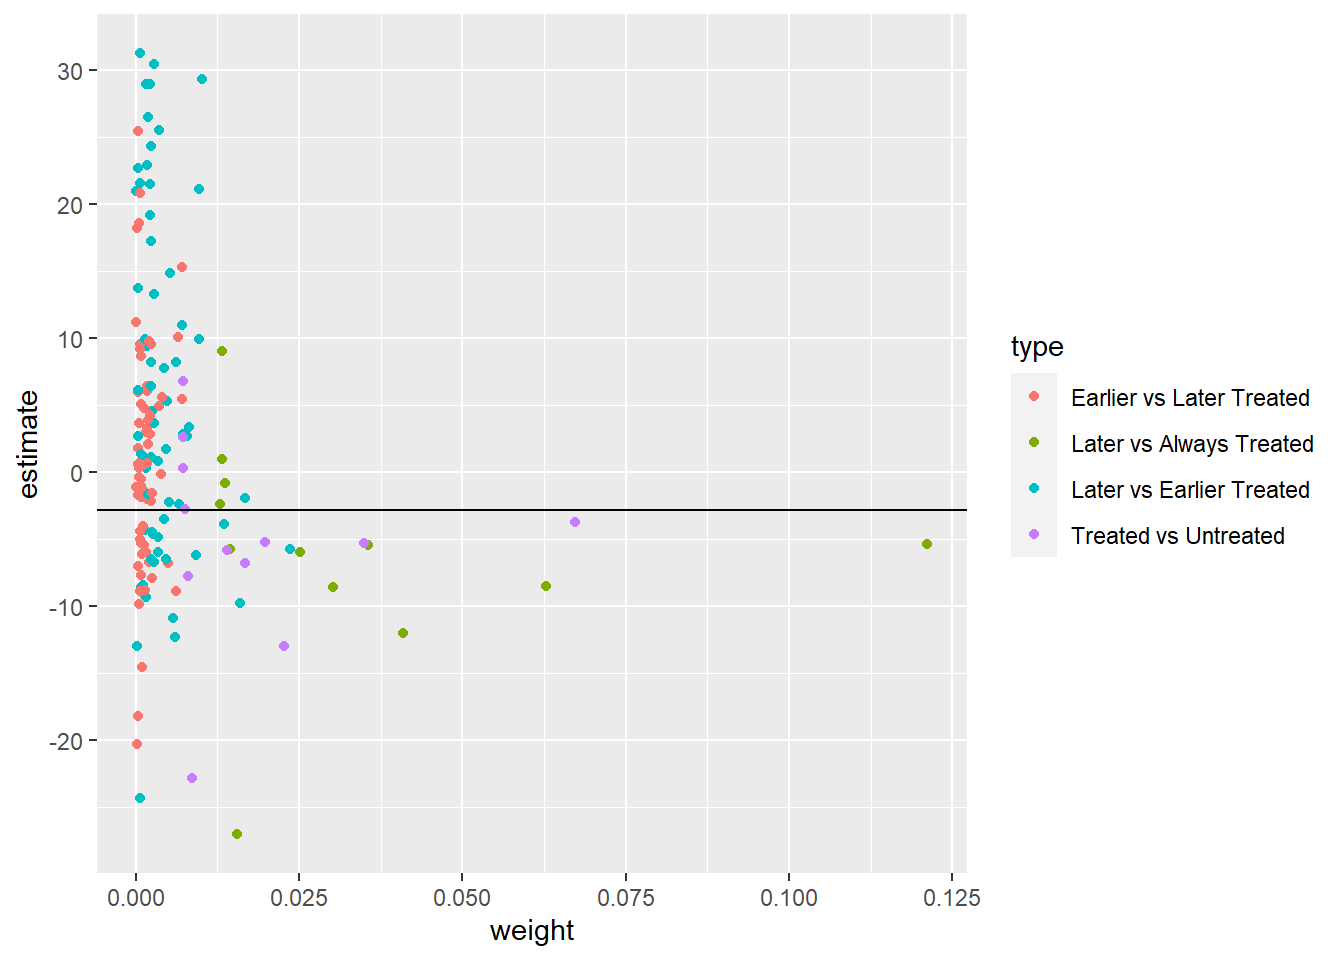 30
20
10
0
-10
-20
estimate
0.000
0.025
0.050
0.075
0.100
0.125
weight
type
Earlier vs Later Treated
Later vs Always Treated
Later vs Earlier Treated
Treated vs Untreated